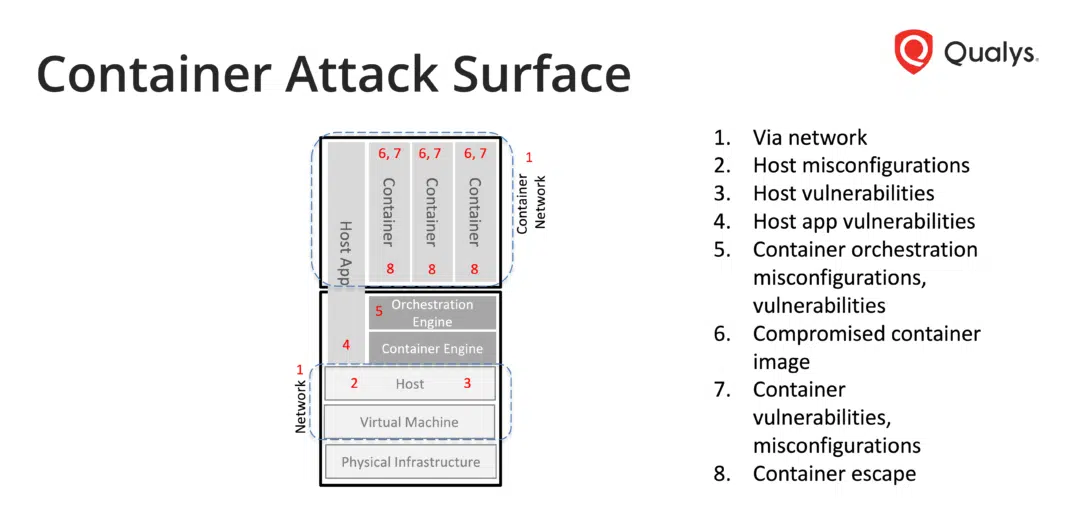 Container Attack Surface
Qualys.
6, 7
6, 7
6, 7
Container
Container
Container
8
8
8
Host App
1
Container
Network
5
Orchestration
Engine
4
Container Engine
1
Network
2
Host
3
Virtual Machine
Physical Infrastructure
1. Via network
2. Host misconfigurations
3. Host vulnerabilities
4. Host app vulnerabilities
5. Container orchestration
misconfigurations,
vulnerabilities
6. Compromised container
image
7. Container
vulnerabilities,
misconfigurations
8. Container escape